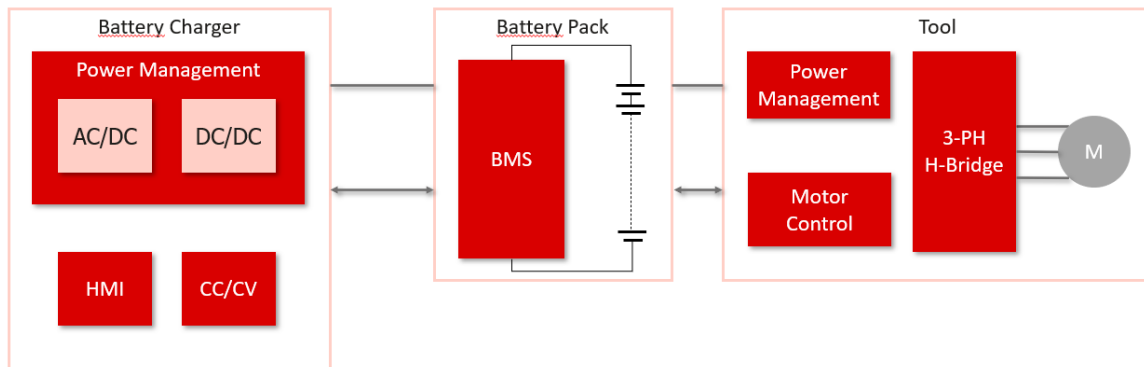 Battery Charger
Power Management
AC/DC
DC/DC
HMI
CC/CV
Battery Pack
BMS
Tool
Power
Management
Motor
Control
3-PH
H-Bridge
M